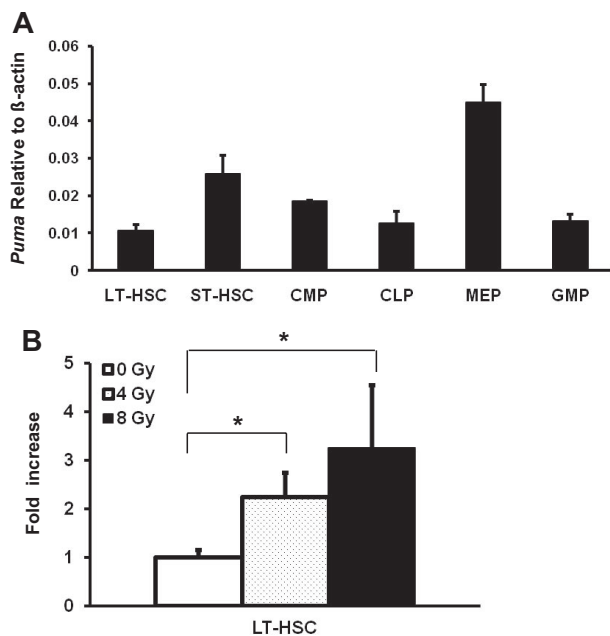 A
Puma Relative to ß-actin
0.06
0.05
0.04
0.03
0.02
0.01
0
LT-HSC ST-HSC CMP CLP MEP GMP
B
Fold increase
5
4
3
2
1
0
0 Gy
4 Gy
8 Gy
*
*
LT-HSC